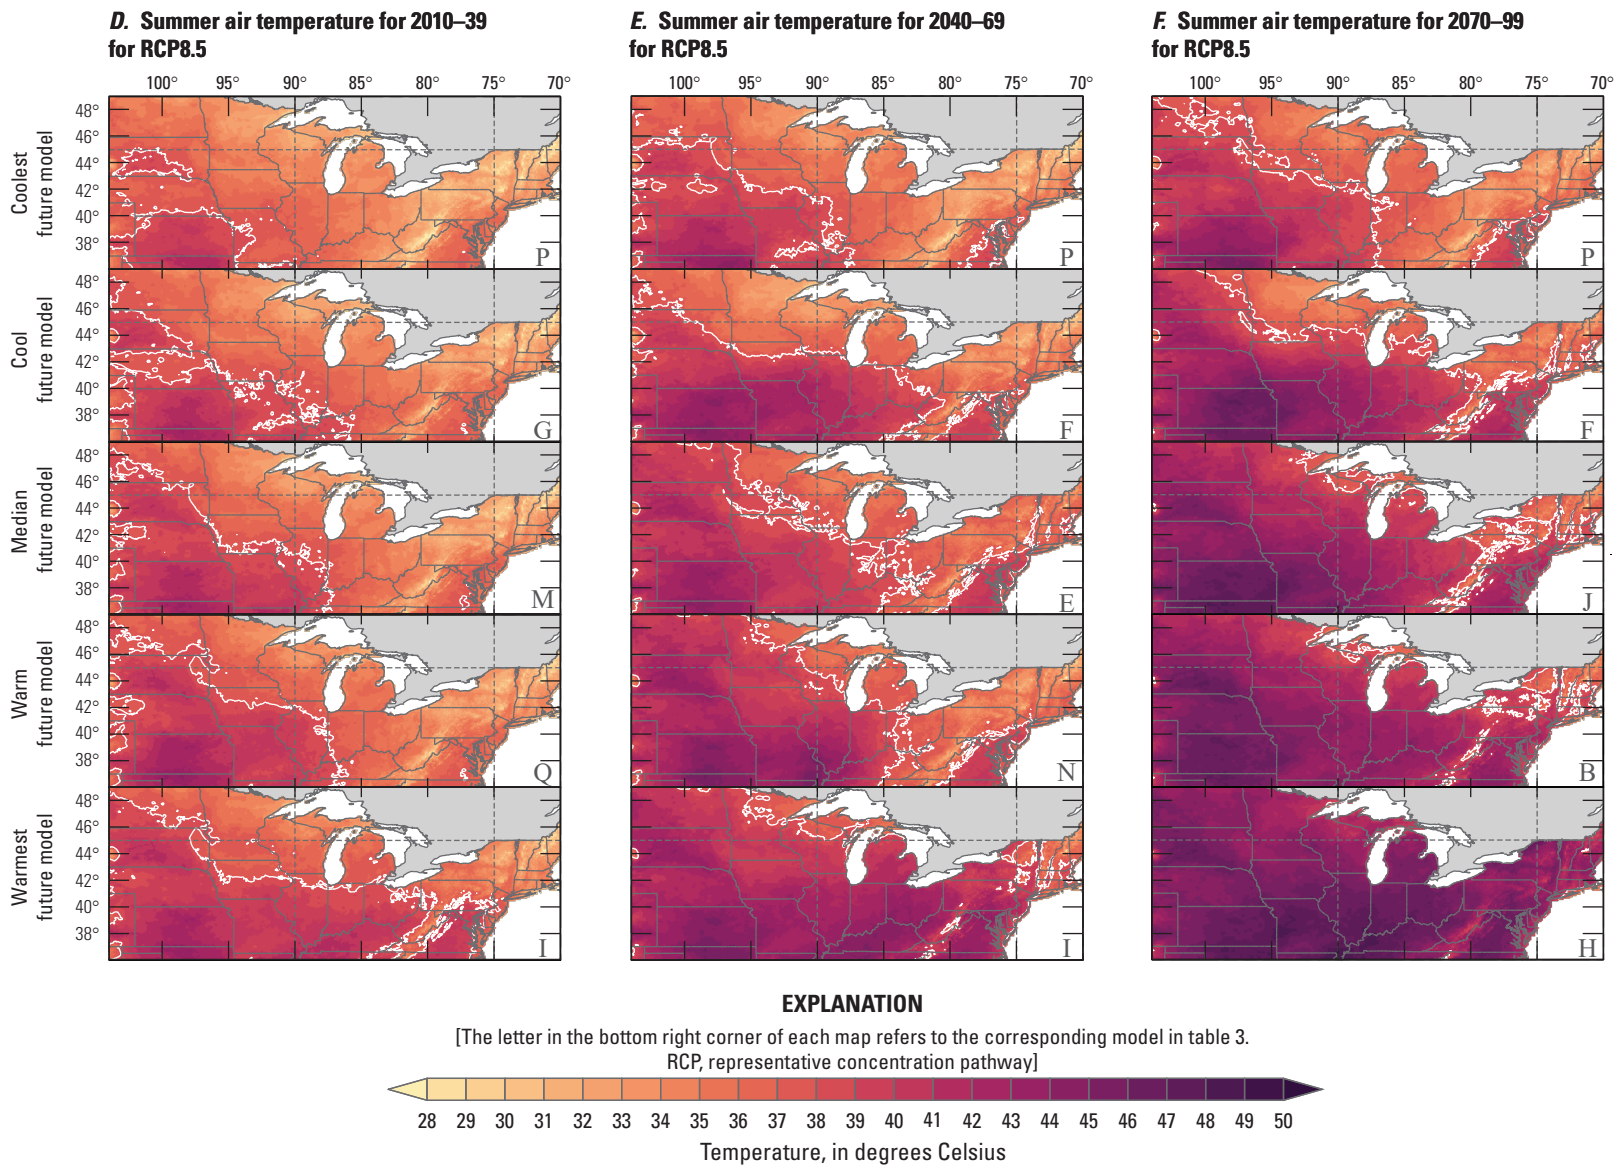 D. Summer air temperature for 2010–39
for RCP8.5
E. Summer air temperature for 2040–69
for RCP8.5
F. Summer air temperature for 2070–99
for RCP8.5
100° 95° 90° 85° 80° 75° 70°
100° 95° 90° 85° 80° 75° 70°
100° 95° 90° 85° 80° 75° 70°
Coolest
future model
48°
46°
44°
42°
40°
38°
P
P
P
Cool
future model
48°
46°
44°
42°
40°
38°
G
F
F
Median
future model
48°
46°
44°
42°
40°
38°
M
E
J
Warm
future model
48°
46°
44°
42°
40°
38°
Q
N
B
Warmest
future model
48°
46°
44°
42°
40°
38°
I
I
H
EXPLANATION
[The letter in the bottom right corner of each map refers to the corresponding model in table 3.
RCP, representative concentration pathway]
28 29 30 31 32 33 34 35 36 37 38 39 40 41 42 43 44 45 46 47 48 49 50
Temperature, in degrees Celsius